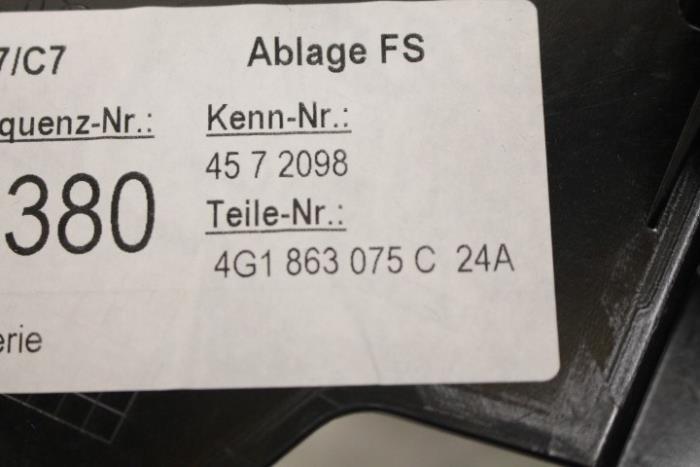 7/C7 Ablage FS
quenz-Nr.: Kenn-Nr.:
45 7 2098
380 Teile-Nr.:
4G1 863 075 C 24A
erie